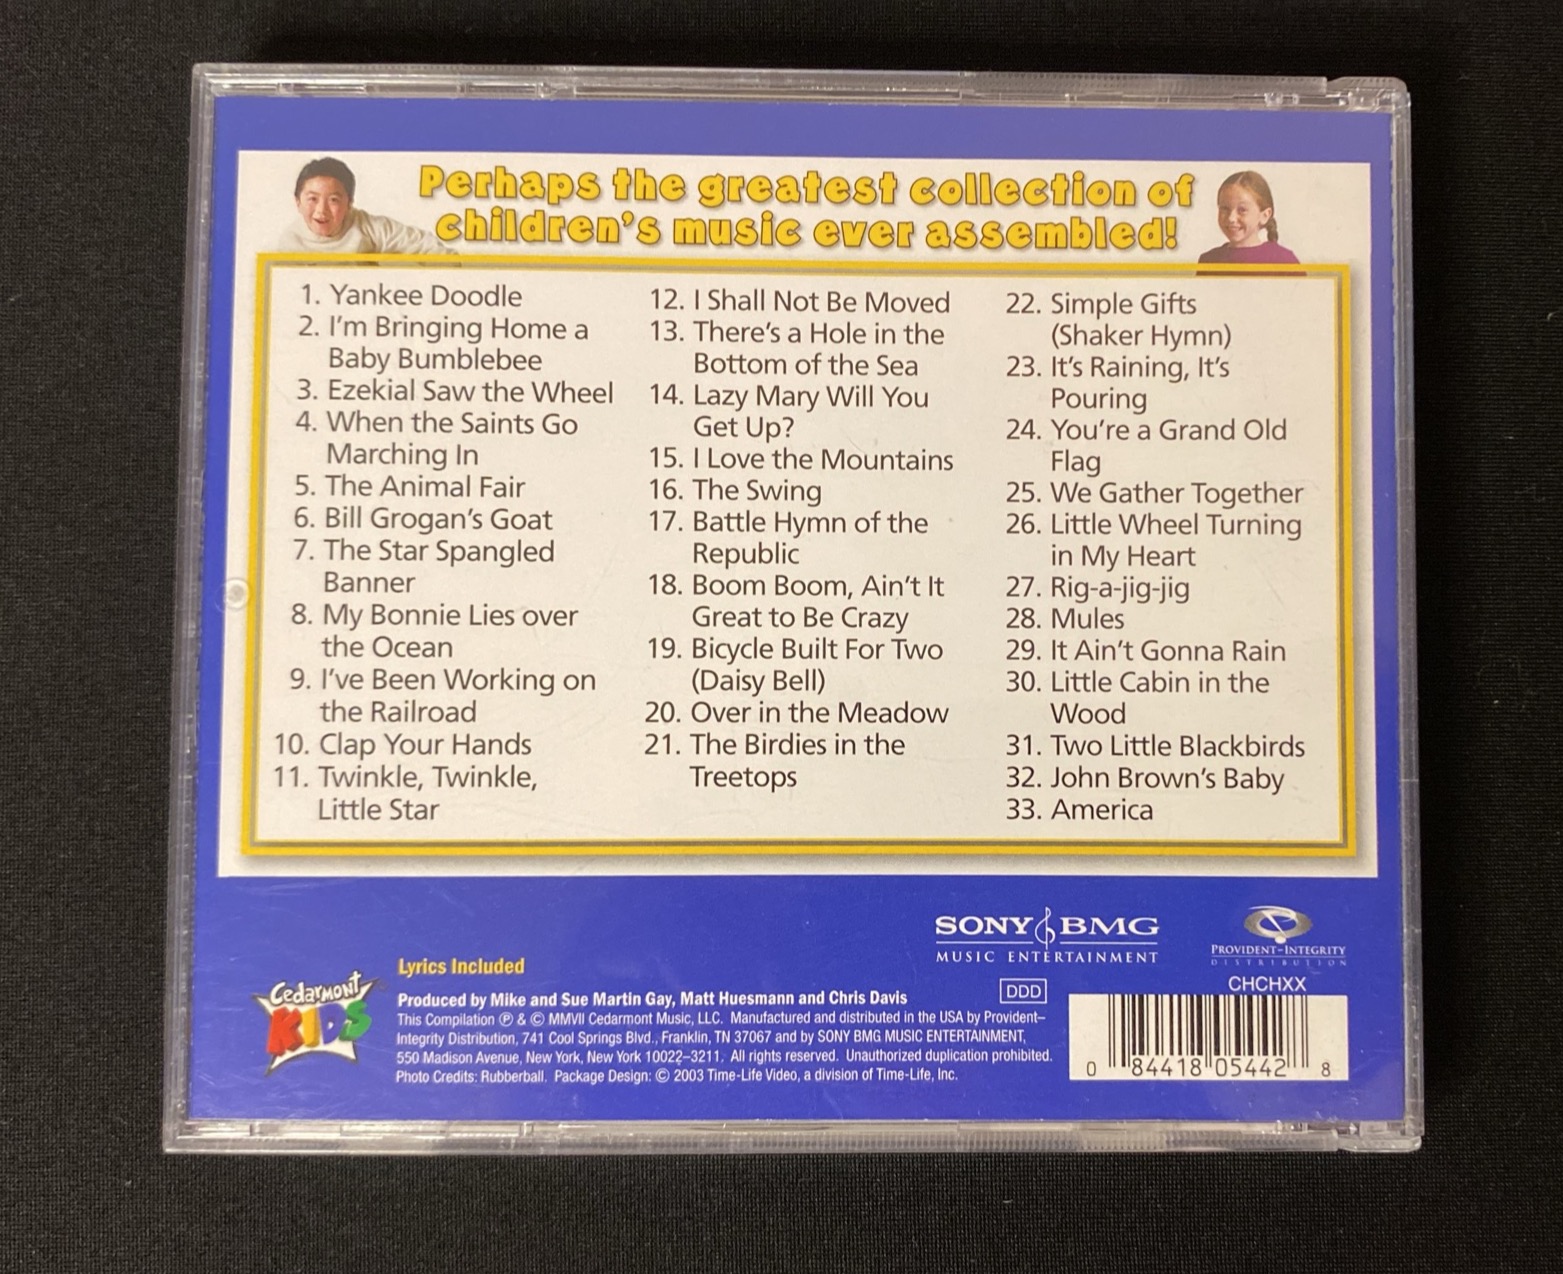 Perhaps the greatest collection of
children's music ever assembled!
1. Yankee Doodle
2. I'm Bringing Home a
Baby Bumblebee
3. Ezekial Saw the Wheel
4. When the Saints Go
Marching In
5. The Animal Fair
6. Bill Grogan's Goat
7. The Star Spangled
Banner
8. My Bonnie Lies over
the Ocean
9. I've Been Working on
the Railroad
10. Clap Your Hands
11. Twinkle, Twinkle,
Little Star
12. I Shall Not Be Moved
13. There's a Hole in the
Bottom of the Sea
14. Lazy Mary Will You
Get Up?
15. I Love the Mountains
16. The Swing
17. Battle Hymn of the
Republic
18. Boom Boom, Ain't It
Great to Be Crazy
19. Bicycle Built For Two
(Daisy Bell)
20. Over in the Meadow
21. The Birdies in the
Treetops
22. Simple Gifts
(Shaker Hymn)
23. It's Raining, It's
Pouring
24. You're a Grand Old
Flag
25. We Gather Together
26. Little Wheel Turning
in My Heart
27. Rig-a-jig-jig
28. Mules
29. It Ain't Gonna Rain
30. Little Cabin in the
Wood
31. Two Little Blackbirds
32. John Brown's Baby
33. America
Cedarmont
KIDS
Lyrics Included
Produced by Mike and Sue Martin Gay, Matt Huesmann and Chris Davis
This Compilation ℗ & © MMVII Cedarmont Music, LLC. Manufactured and distributed in the USA by Provident–
Integrity Distribution, 741 Cool Springs Blvd., Franklin, TN 37067 and by SONY BMG MUSIC ENTERTAINMENT,
550 Madison Avenue, New York, New York 10022–3211. All rights reserved. Unauthorized duplication prohibited.
Photo Credits: Rubberball. Package Design: © 2003 Time-Life Video, a division of Time-Life, Inc.
SONY BMG
MUSIC ENTERTAINMENT
DDD
PROVIDENT–INTEGRITY
DISTRIBUTION
CHCHXX
0 84418 05442 8